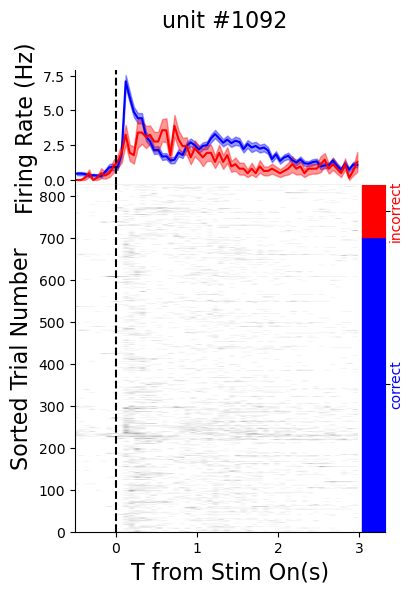 unit #1092
Firing Rate (Hz)
7.5
5.0
2.5
0.0
Sorted Trial Number
800
700
600
500
400
300
200
100
0
incorrect
correct
0
1
2
3
T from Stim On(s)